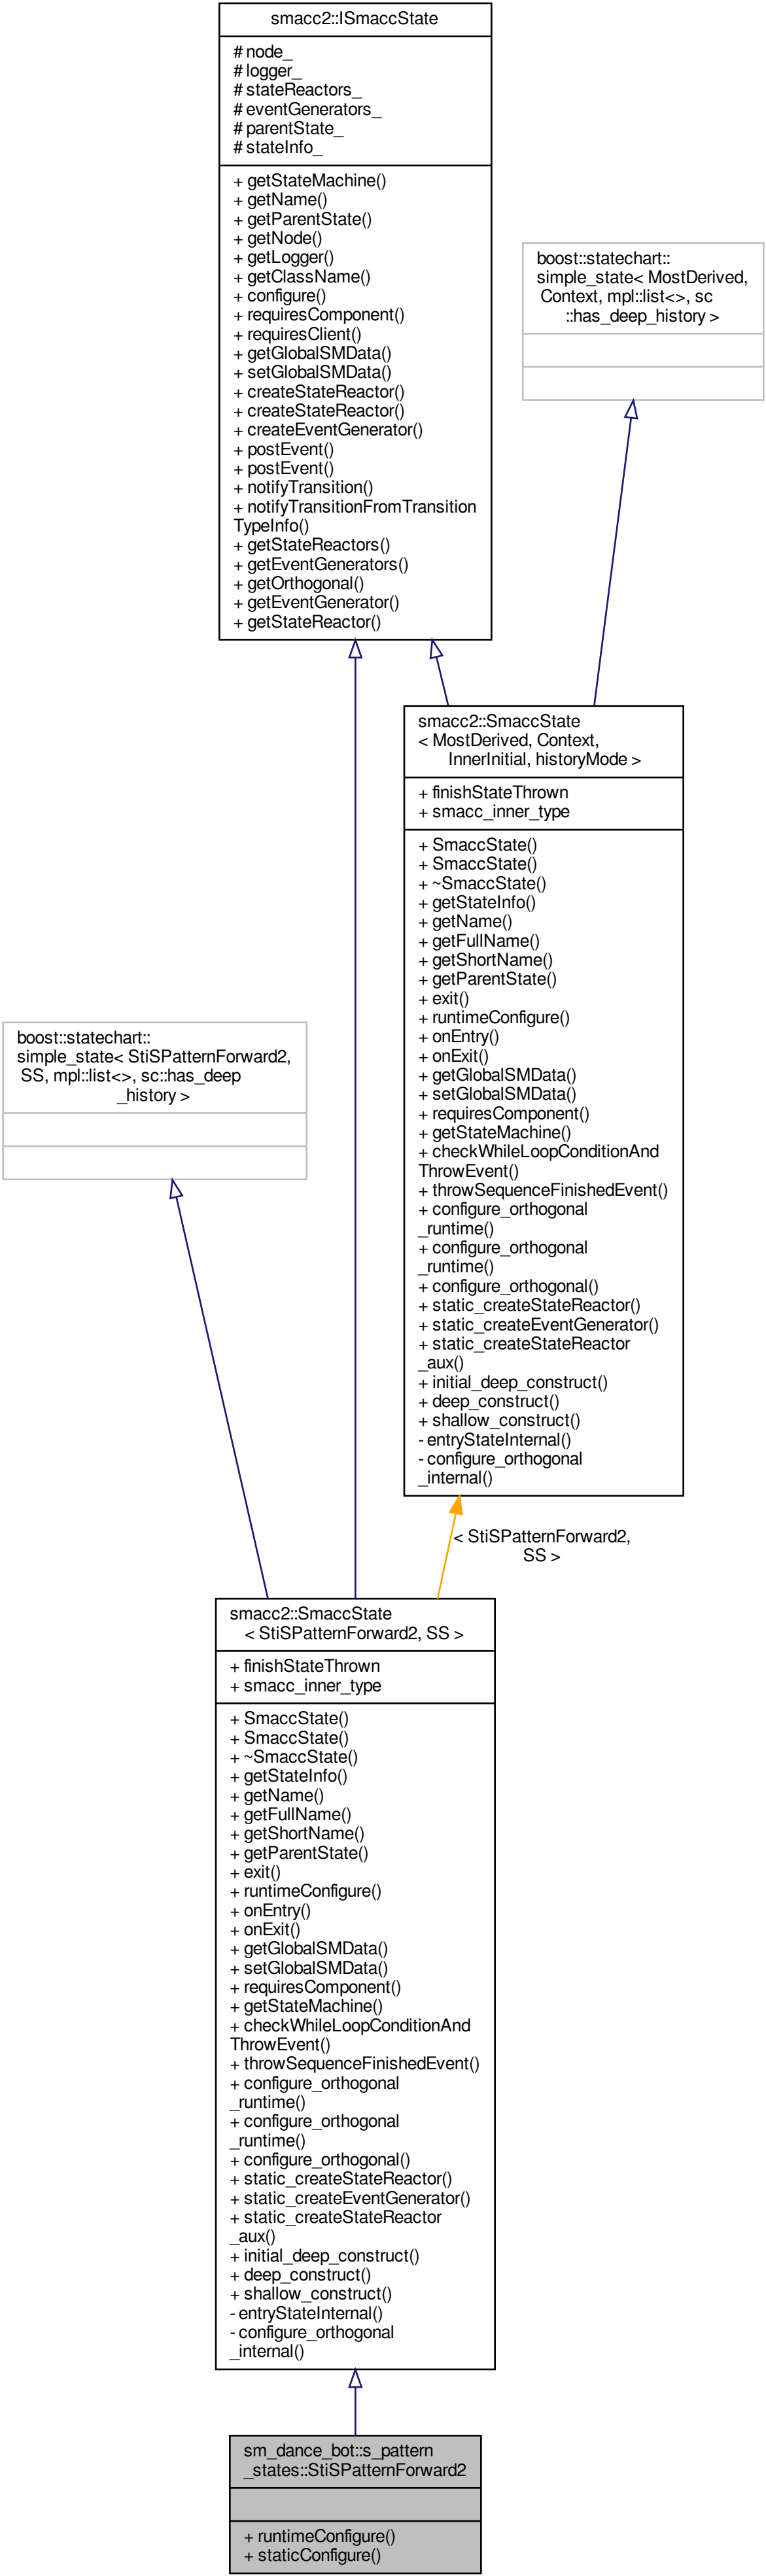 smacc2::ISmaccState
# node_
# logger_
# stateReactors_
# eventGenerators_
# parentState_
# stateInfo_
+ getStateMachine()
+ getName()
+ getParentState()
+ getNode()
+ getLogger()
+ getClassName()
+ configure()
+ requiresComponent()
+ requiresClient()
+ getGlobalSMData()
+ setGlobalSMData()
+ createStateReactor()
+ createStateReactor()
+ createEventGenerator()
+ postEvent()
+ postEvent()
+ notifyTransition()
+ notifyTransitionFromTransition
TypeInfo()
+ getStateReactors()
+ getEventGenerators()
+ getOrthogonal()
+ getEventGenerator()
+ getStateReactor()
boost::statechart::
simple_state< MostDerived,
Context, mpl::list<>, sc
::has_deep_history >
smacc2::SmaccState
< MostDerived, Context,
InnerInitial, historyMode >
+ finishStateThrown
+ smacc_inner_type
+ SmaccState()
+ SmaccState()
+ ~SmaccState()
+ getStateInfo()
+ getName()
+ getFullName()
+ getShortName()
+ getParentState()
+ exit()
+ runtimeConfigure()
+ onEntry()
+ onExit()
+ getGlobalSMData()
+ setGlobalSMData()
+ requiresComponent()
+ getStateMachine()
+ checkWhileLoopConditionAnd
ThrowEvent()
+ throwSequenceFinishedEvent()
+ configure_orthogonal
_runtime()
+ configure_orthogonal
_runtime()
+ configure_orthogonal()
+ static_createStateReactor()
+ static_createEventGenerator()
+ static_createStateReactor
_aux()
+ initial_deep_construct()
+ deep_construct()
+ shallow_construct()
- entryStateInternal()
- configure_orthogonal
_internal()
boost::statechart::
simple_state< StiSPatternForward2,
SS, mpl::list<>, sc::has_deep
_history >
< StiSPatternForward2,
SS >
smacc2::SmaccState
< StiSPatternForward2, SS >
+ finishStateThrown
+ smacc_inner_type
+ SmaccState()
+ SmaccState()
+ ~SmaccState()
+ getStateInfo()
+ getName()
+ getFullName()
+ getShortName()
+ getParentState()
+ exit()
+ runtimeConfigure()
+ onEntry()
+ onExit()
+ getGlobalSMData()
+ setGlobalSMData()
+ requiresComponent()
+ getStateMachine()
+ checkWhileLoopConditionAnd
ThrowEvent()
+ throwSequenceFinishedEvent()
+ configure_orthogonal
_runtime()
+ configure_orthogonal
_runtime()
+ configure_orthogonal()
+ static_createStateReactor()
+ static_createEventGenerator()
+ static_createStateReactor
_aux()
+ initial_deep_construct()
+ deep_construct()
+ shallow_construct()
- entryStateInternal()
- configure_orthogonal
_internal()
sm_dance_bot::s_pattern
_states::StiSPatternForward2
+ runtimeConfigure()
+ staticConfigure()